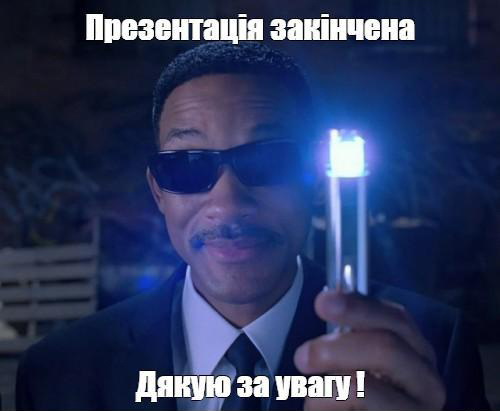 Презентація закінчена
Дякую за увагу !